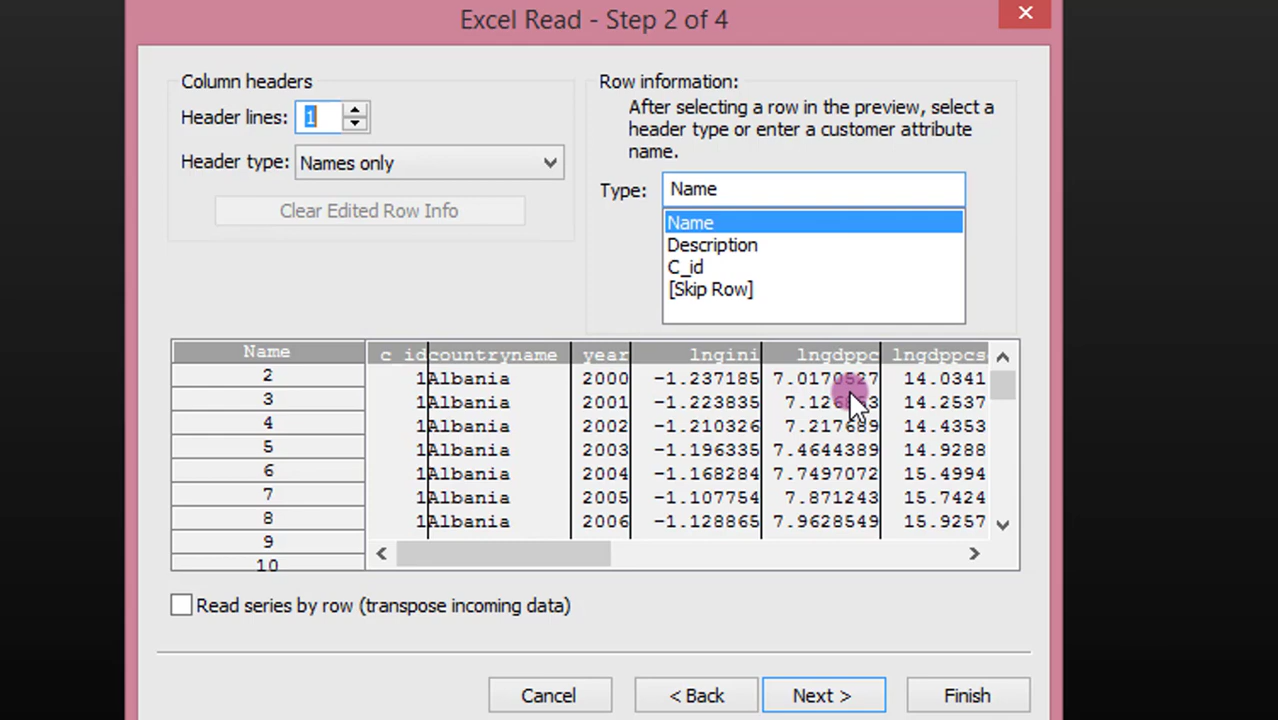 Excel Read - Step 2 of 4
Column headers
Header lines: 1
Header type: Names only
Clear Edited Row Info
Row information:
After selecting a row in the preview, select a
header type or enter a customer attribute
name.
Type: Name
Name
Description
C_id
[Skip Row]
Name c id countryname year lngini lngdppc lngdppcs
2 1 Albania 2000 -1.237185 7.0170527 14.0341
3 1 Albania 2001 -1.223835 14.2537
4 1 Albania 2002 -1.210326 7.217689 14.4353
5 1 Albania 2003 -1.196335 7.4644389 14.9288
6 1 Albania 2004 -1.168284 7.7497072 15.4994
7 1 Albania 2005 -1.107754 7.871243 15.7424
8 1 Albania 2006 -1.128865 7.9628549 15.9257
9
10
Read series by row (transpose incoming data)
Cancel < Back Next > Finish